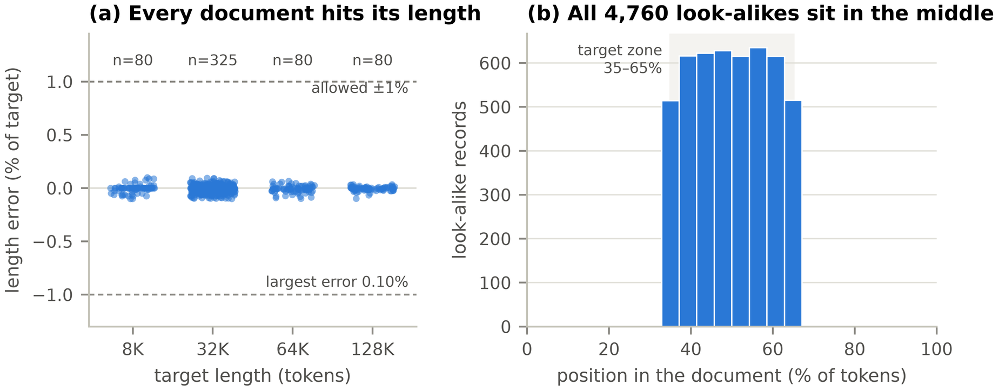 (a) Every document hits its length
n=80 n=325 n=80 n=80
allowed ±1%
largest error 0.10%
1.0
0.5
0.0
−0.5
−1.0
length error (% of target)
8K 32K 64K 128K
target length (tokens)
(b) All 4,760 look-alikes sit in the middle
target zone
35–65%
600
500
400
300
200
100
0
look-alike records
0 20 40 60 80 100
position in the document (% of tokens)